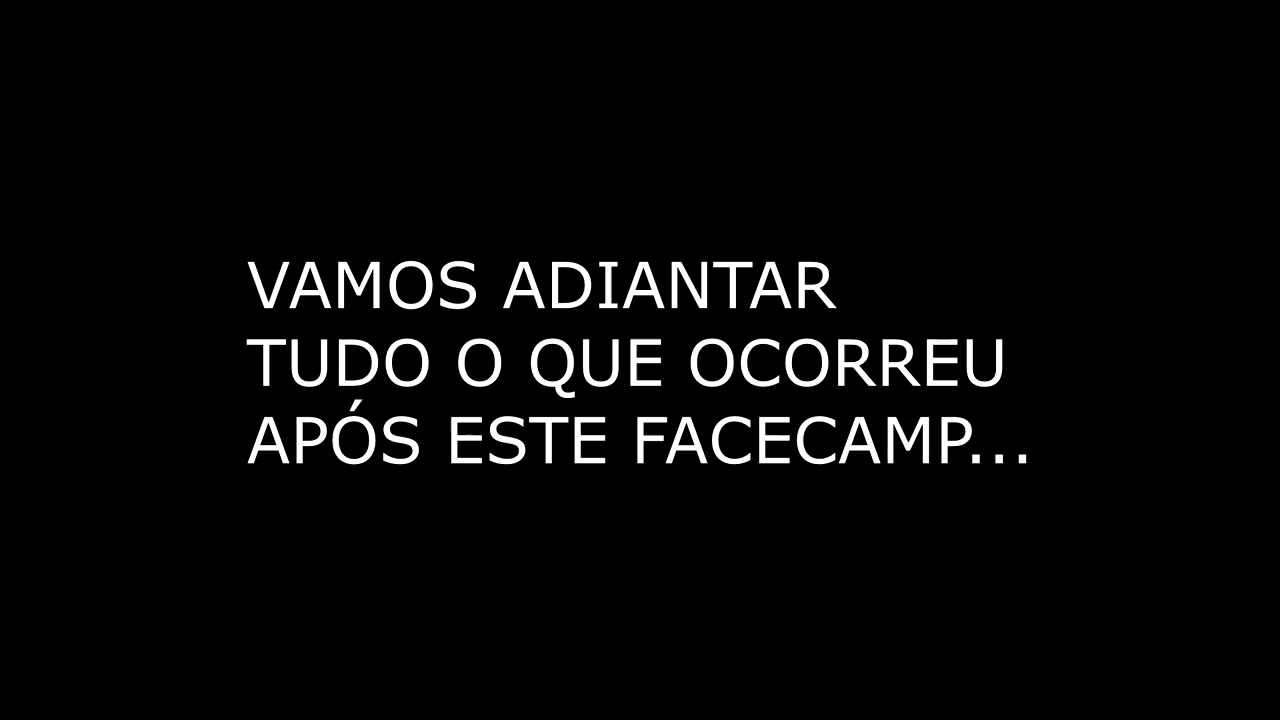 VAMOS ADIANTAR
TUDO O QUE OCORREU
APÓS ESTE FACECAMP...